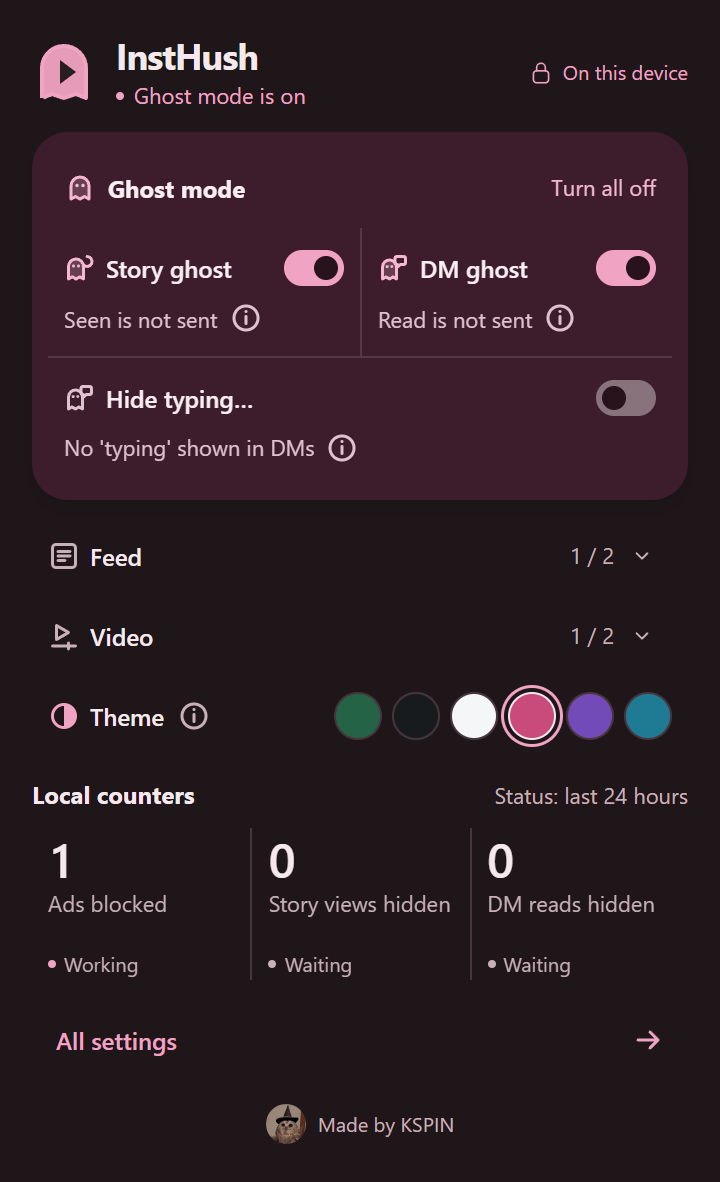 InstHush
Ghost mode is on
On this device
Ghost mode
Turn all off
Story ghost
DM ghost
Seen is not sent
Read is not sent
Hide typing...
No 'typing' shown in DMs
Feed
1 / 2
Video
1 / 2
Theme
Local counters
Status: last 24 hours
1
0
0
Ads blocked
Story views hidden
DM reads hidden
Working
Waiting
Waiting
All settings
Made by KSPIN